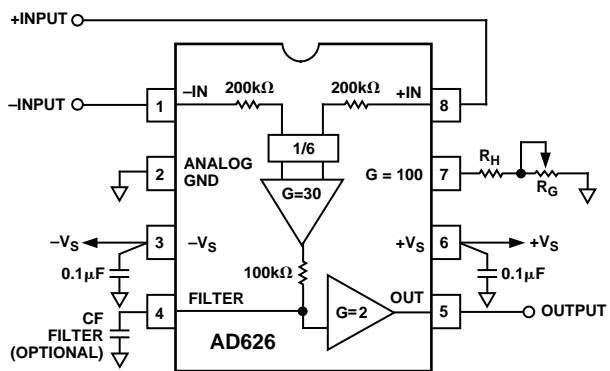 +INPUT
–INPUT
1
–IN
200kΩ
200kΩ
+IN
8
1/6
2
ANALOG
GND
G=30
G = 100
7
R_H
R_G
–V_S
3
–V_S
+V_S
6
+V_S
0.1µF
100kΩ
0.1µF
4
FILTER
G=2
OUT
5
OUTPUT
CF
FILTER
(OPTIONAL)
AD626